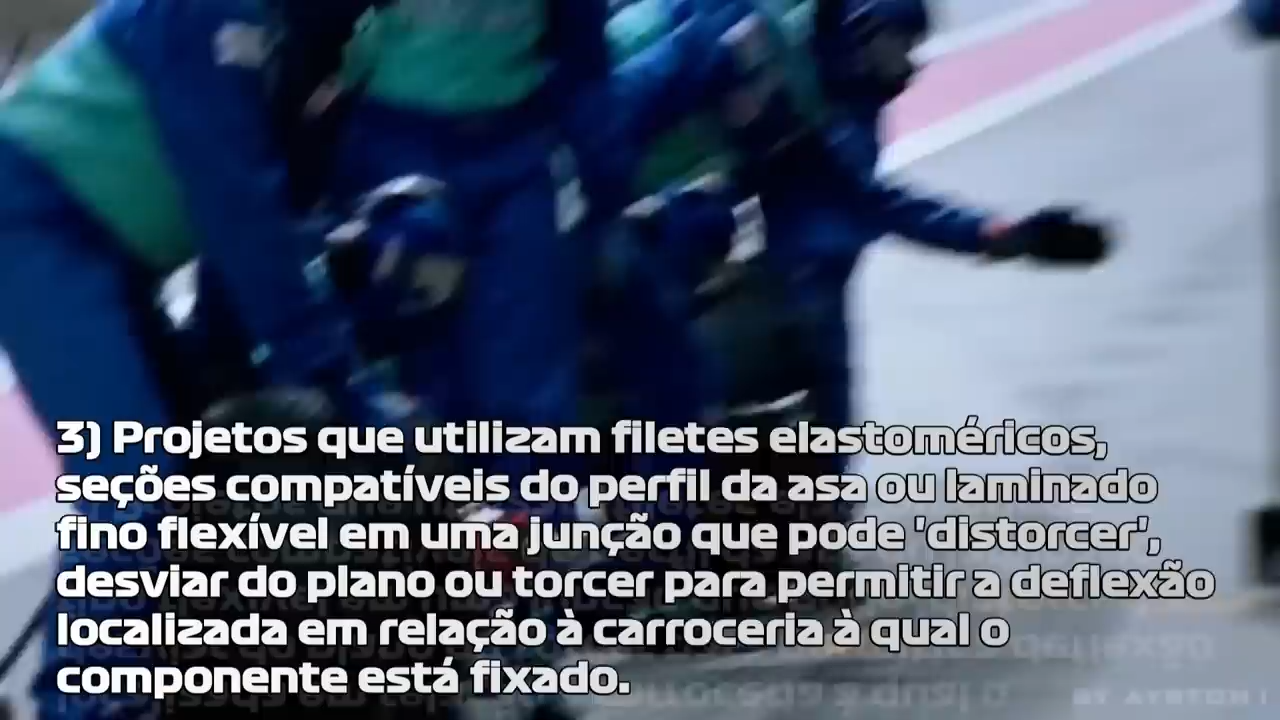 3) Projetos que utilizam filetes elastoméricos,
seções compatíveis do perfil da asa ou laminado
fino flexível em uma junção que pode 'distorcer',
desviar do plano ou torcer para permitir a deflexão
localizada em relação à carroceria à qual o
componente está fixado.